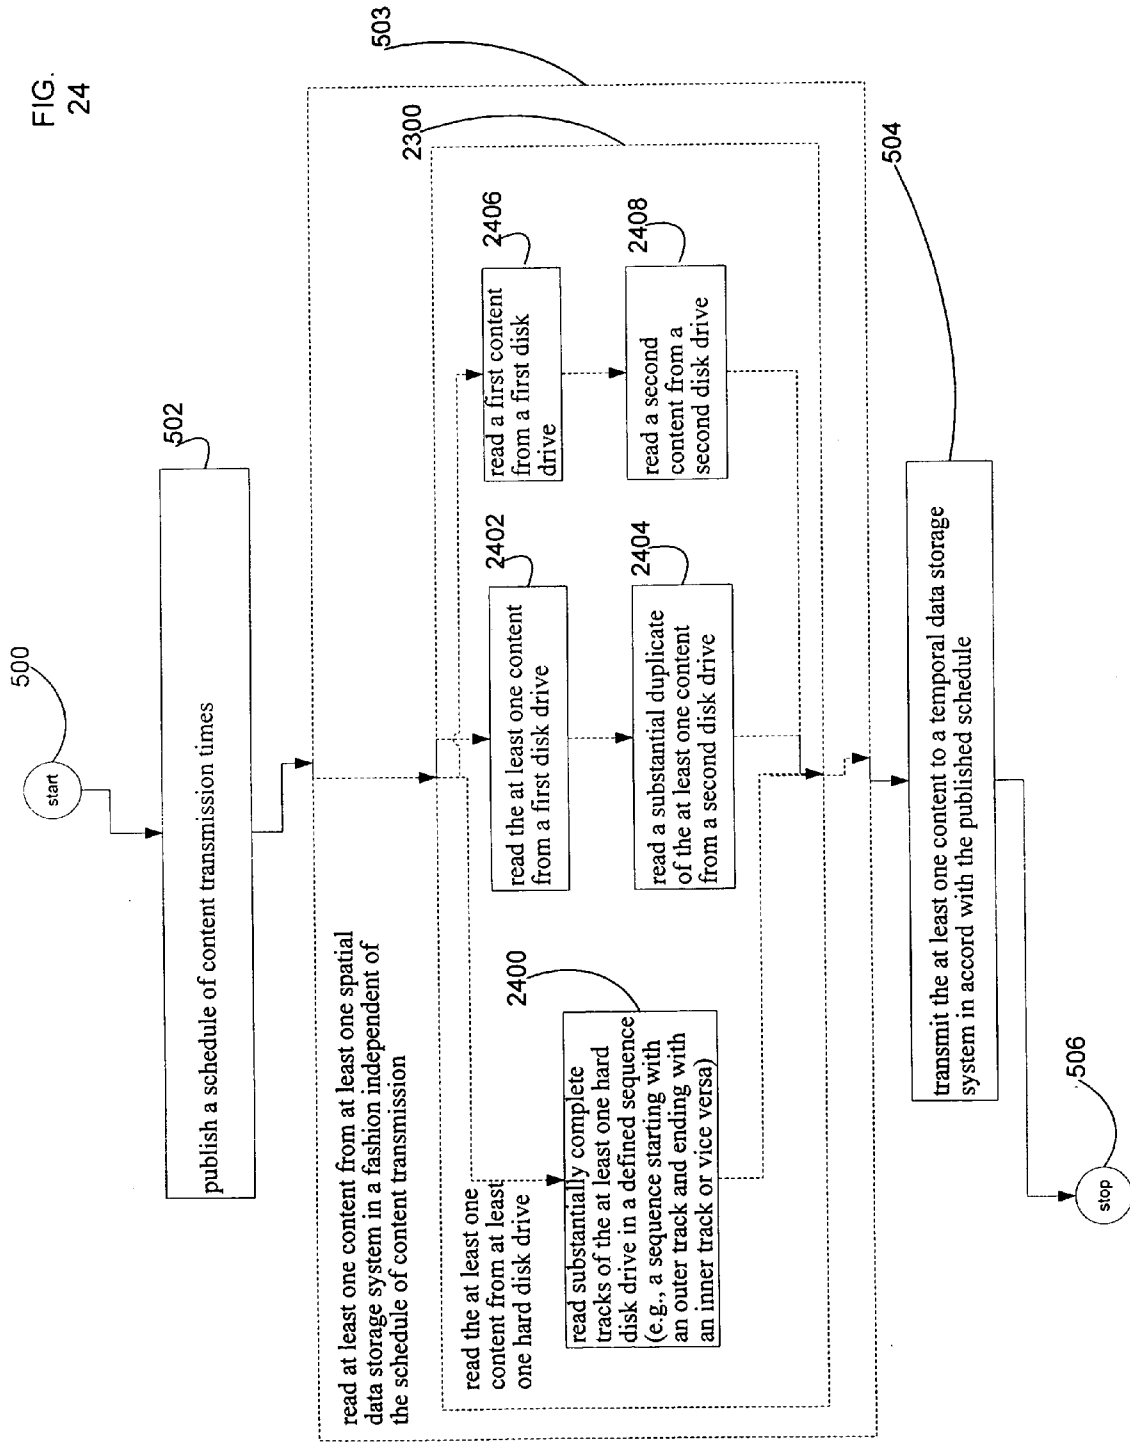 FIG.
24
500
start
502
publish a schedule of content transmission times
503
read at least one content from at least one spatial
data storage system in a fashion independent of
the schedule of content transmission
2300
read the at least one
content from at least
one hard disk drive
2400
read substantially complete
tracks of the at least one hard
disk drive in a defined sequence
(e.g., a sequence starting with
an outer track and ending with
an inner track or vice versa)
2402
read the at least one content
from a first disk drive
2404
read a substantial duplicate
of the at least one content
from a second disk drive
2406
read a first content
from a first disk
drive
2408
read a second
content from a
second disk drive
504
transmit the at least one content to a temporal data storage
system in accord with the published schedule
506
stop